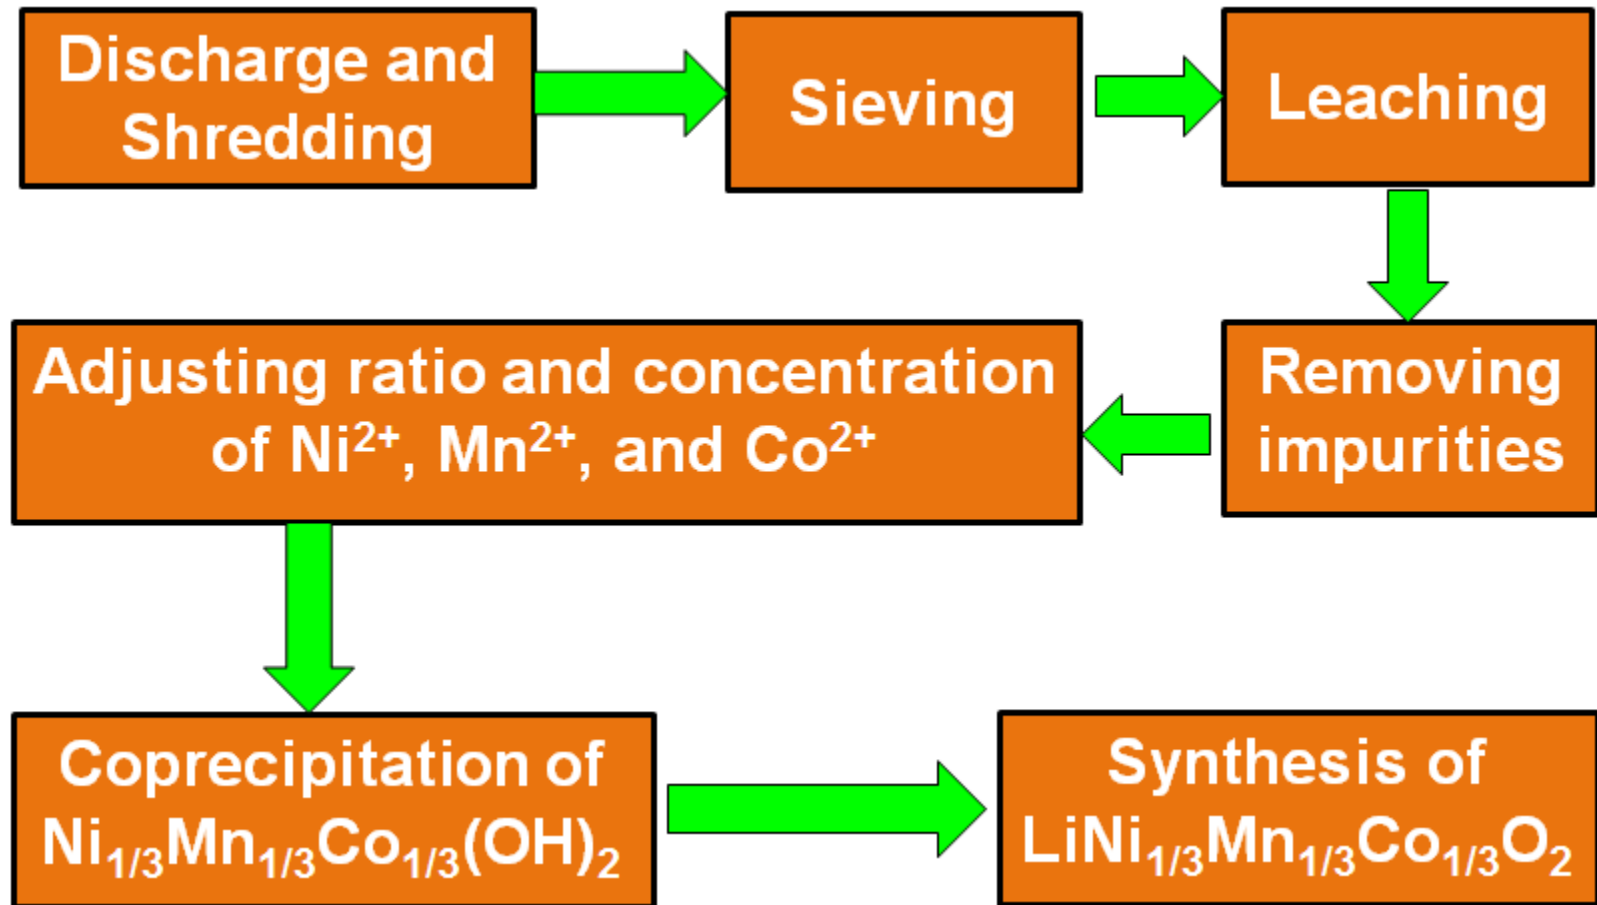 Discharge and
Shredding
Sieving
Leaching
Removing
impurities
Adjusting ratio and concentration
of Ni²⁺, Mn²⁺, and Co²⁺
Coprecipitation of
Ni₁/₃Mn₁/₃Co₁/₃(OH)₂
Synthesis of
LiNi₁/₃Mn₁/₃Co₁/₃O₂